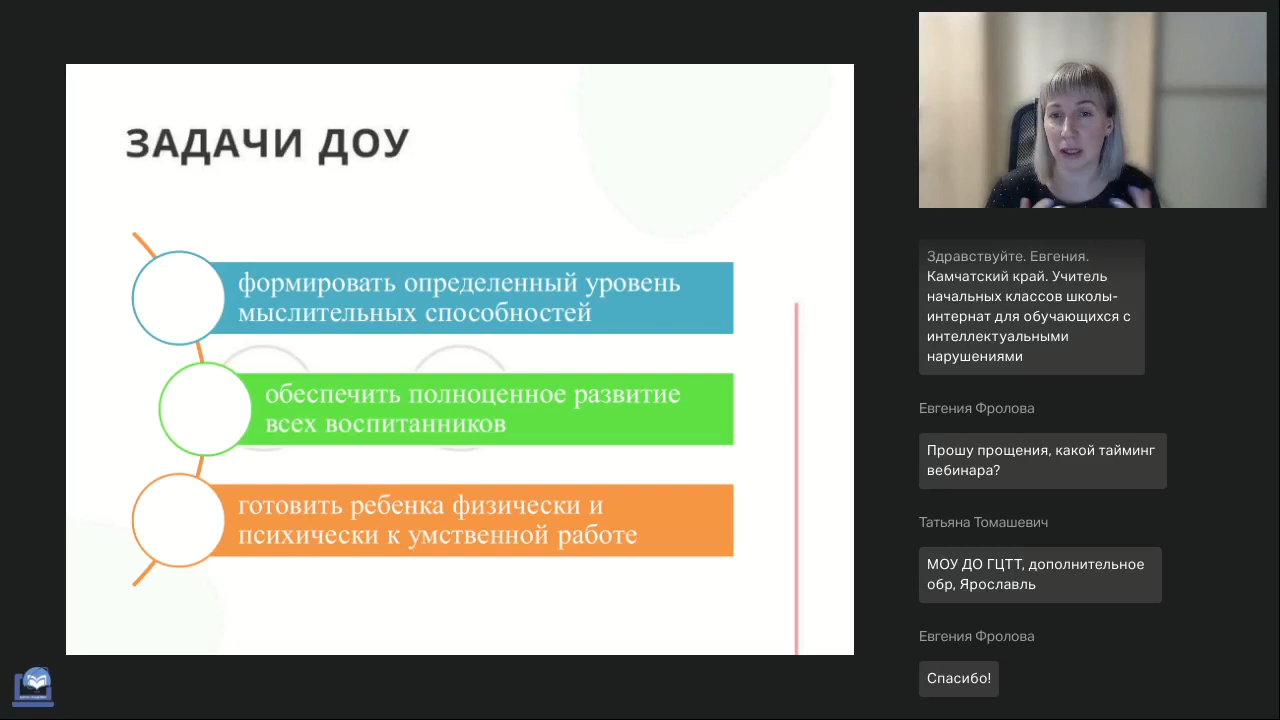 ЗАДАЧИ ДОУ
формировать определенный уровень
мыслительных способностей
обеспечить полноценное развитие
всех воспитанников
готовить ребенка физически и
психически к умственной работе
Здравствуйте. Евгения.
Камчатский край. Учитель
начальных классов школы-
интернат для обучающихся с
интеллектуальными
нарушениями
Евгения Фролова
Прошу прощения, какой тайминг
вебинара?
Татьяна Томашевич
МОУ ДО ГЦТТ, дополнительное
обр, Ярославль
Евгения Фролова
Спасибо!